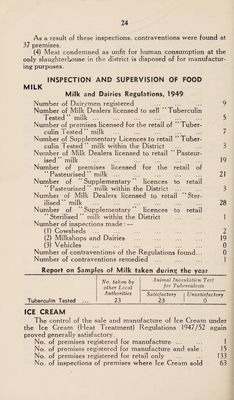 24
As a result of these inspections, contraventions were found at
37 premises.
(4) Meat condemned as unfit for human consumption at the
only slaughterhouse in the district is disposed of for manufactur-
ing purposes.
INSPECTION AND SUPERVISION OF FOOD
MILK
Milk and Dairies Regulations, 1949
Number of Dairymen registered 9
Number of Milk Dealers licensed to sell "Tuberculin
Tested" milk ... 5
Number of premises licensed for the retail of "Tuber-
culin Tested" milk 7
Number of Supplementary Licences to retail "Tuber-
culin Tested" milk within the District
Number of Milk Dealers licensed to retail "Pasteur-
ised" milk 19
Number of premises licensed for the retail of
"Pasteurised" milk 21
Number of "Supplementary" licences to retail
"Pasteurised" milk within the District
Number of Milk Dealers licensed to retail "Ster-
ilised" milk 28
Number of "Supplementary" licences to retail
"Sterilised" milk within the District
Number of inspections made :—
(1) Cowsheds 2
(2) Milkshops and Dairies 19
(3) Vehicles 0
Number of contraventions of the Regulations found... 0
Number of contraventions remedied 1
Report on Samples of Milk taken during the year
No. taken by other Local Authorities
Animal Inoculation Test for Tuberculosis
Satisfactory Unsatisfactory
Tuberculin Tested ... 23 23 0
ICE CREAM
The control of the sale and manufacture of Ice Cream under
the Ice Cream (Heat Treatment) Regulations 1947/52 again
proved generally satisfactory.
No. of premises registered for manufacture ... 1
No. of premises registered for manufacture and sale . 15
No. of premises registered for retail only 133
No. of inspections of premises where Ice Cream sold 63